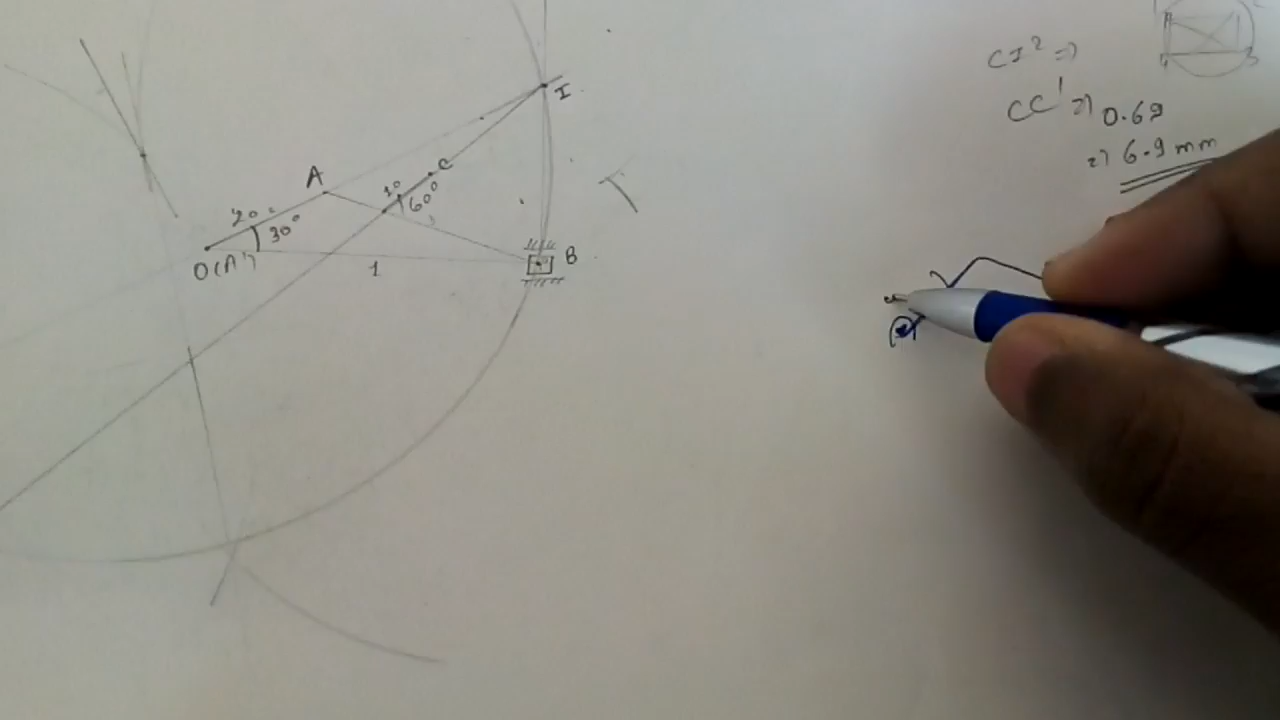 I
C
A
10
60°
20
30°
O(A')
1
B
CI² =>
CC' => 0.69
=> 6.9 mm